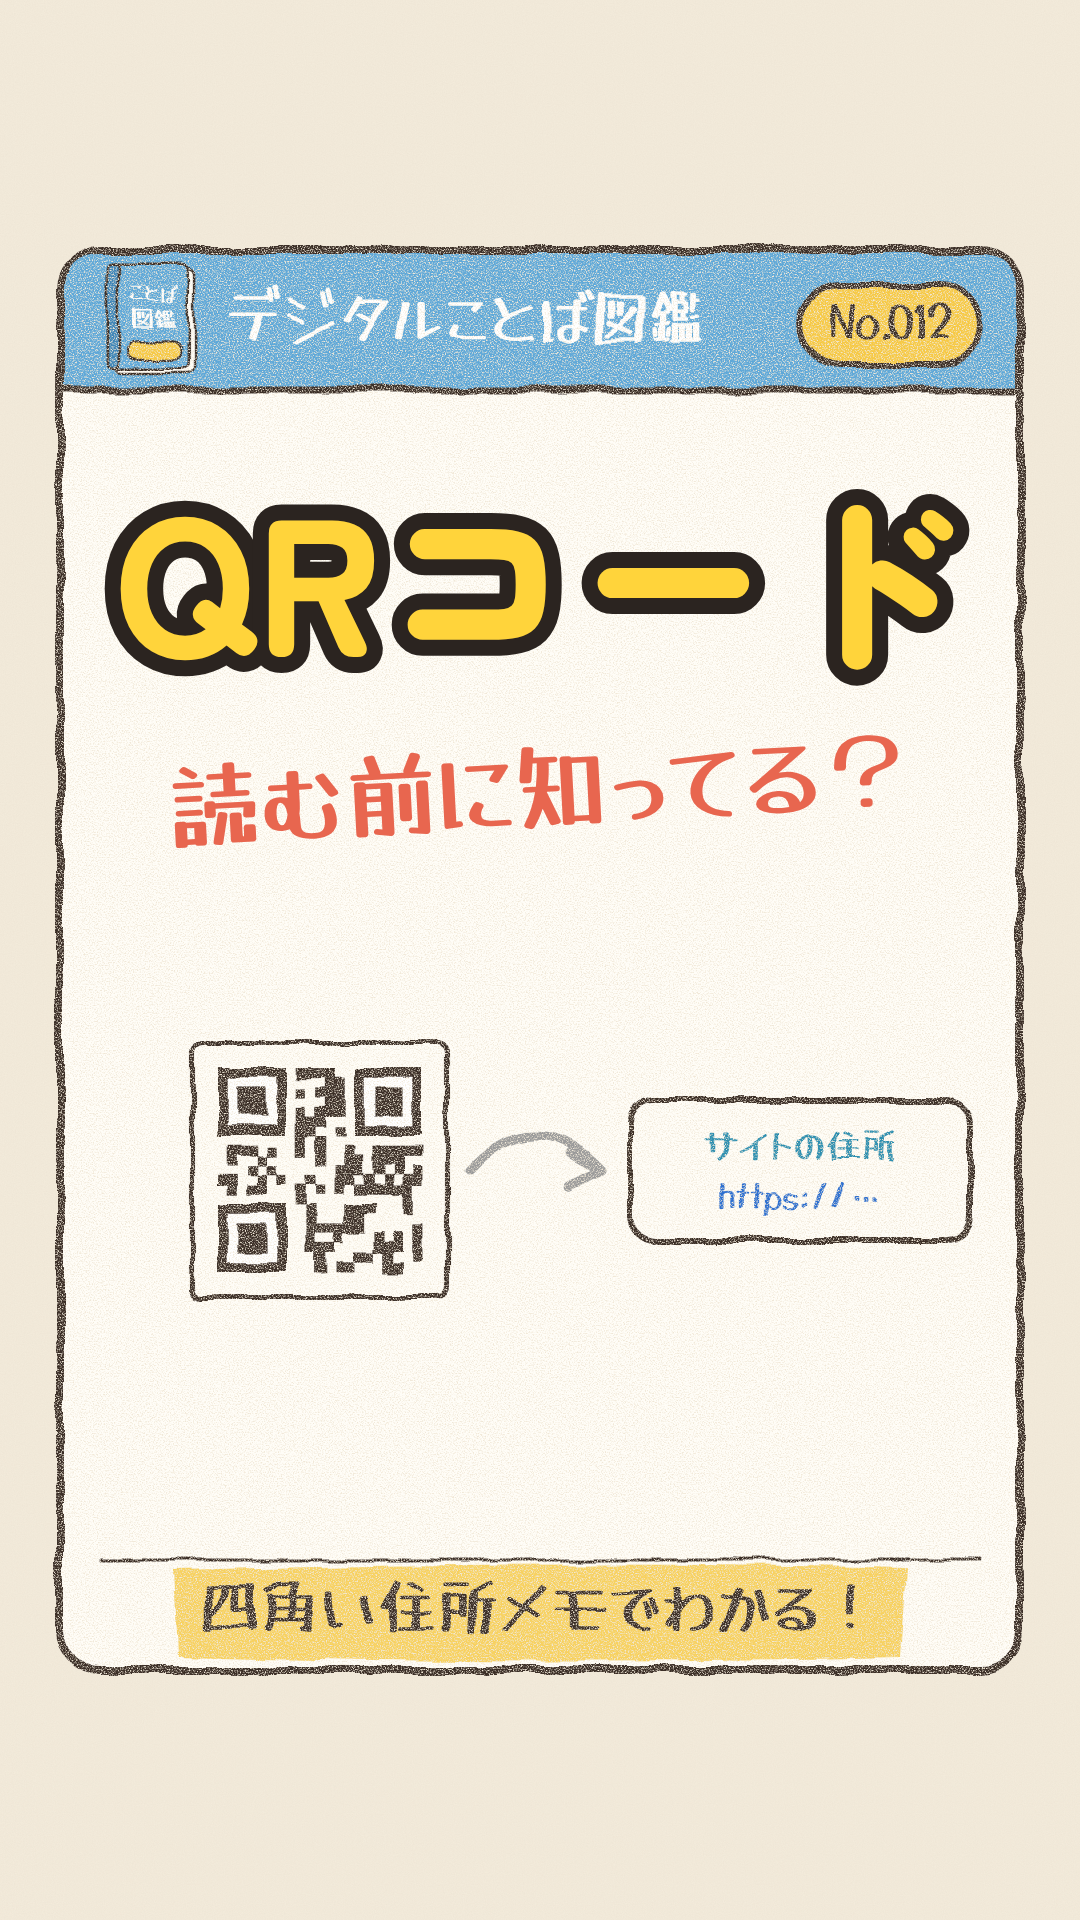 ことば
図鑑
デジタルことば図鑑
No.012
QRコード
読む前に知ってる？
サイトの住所
https://…
四角い住所メモでわかる！